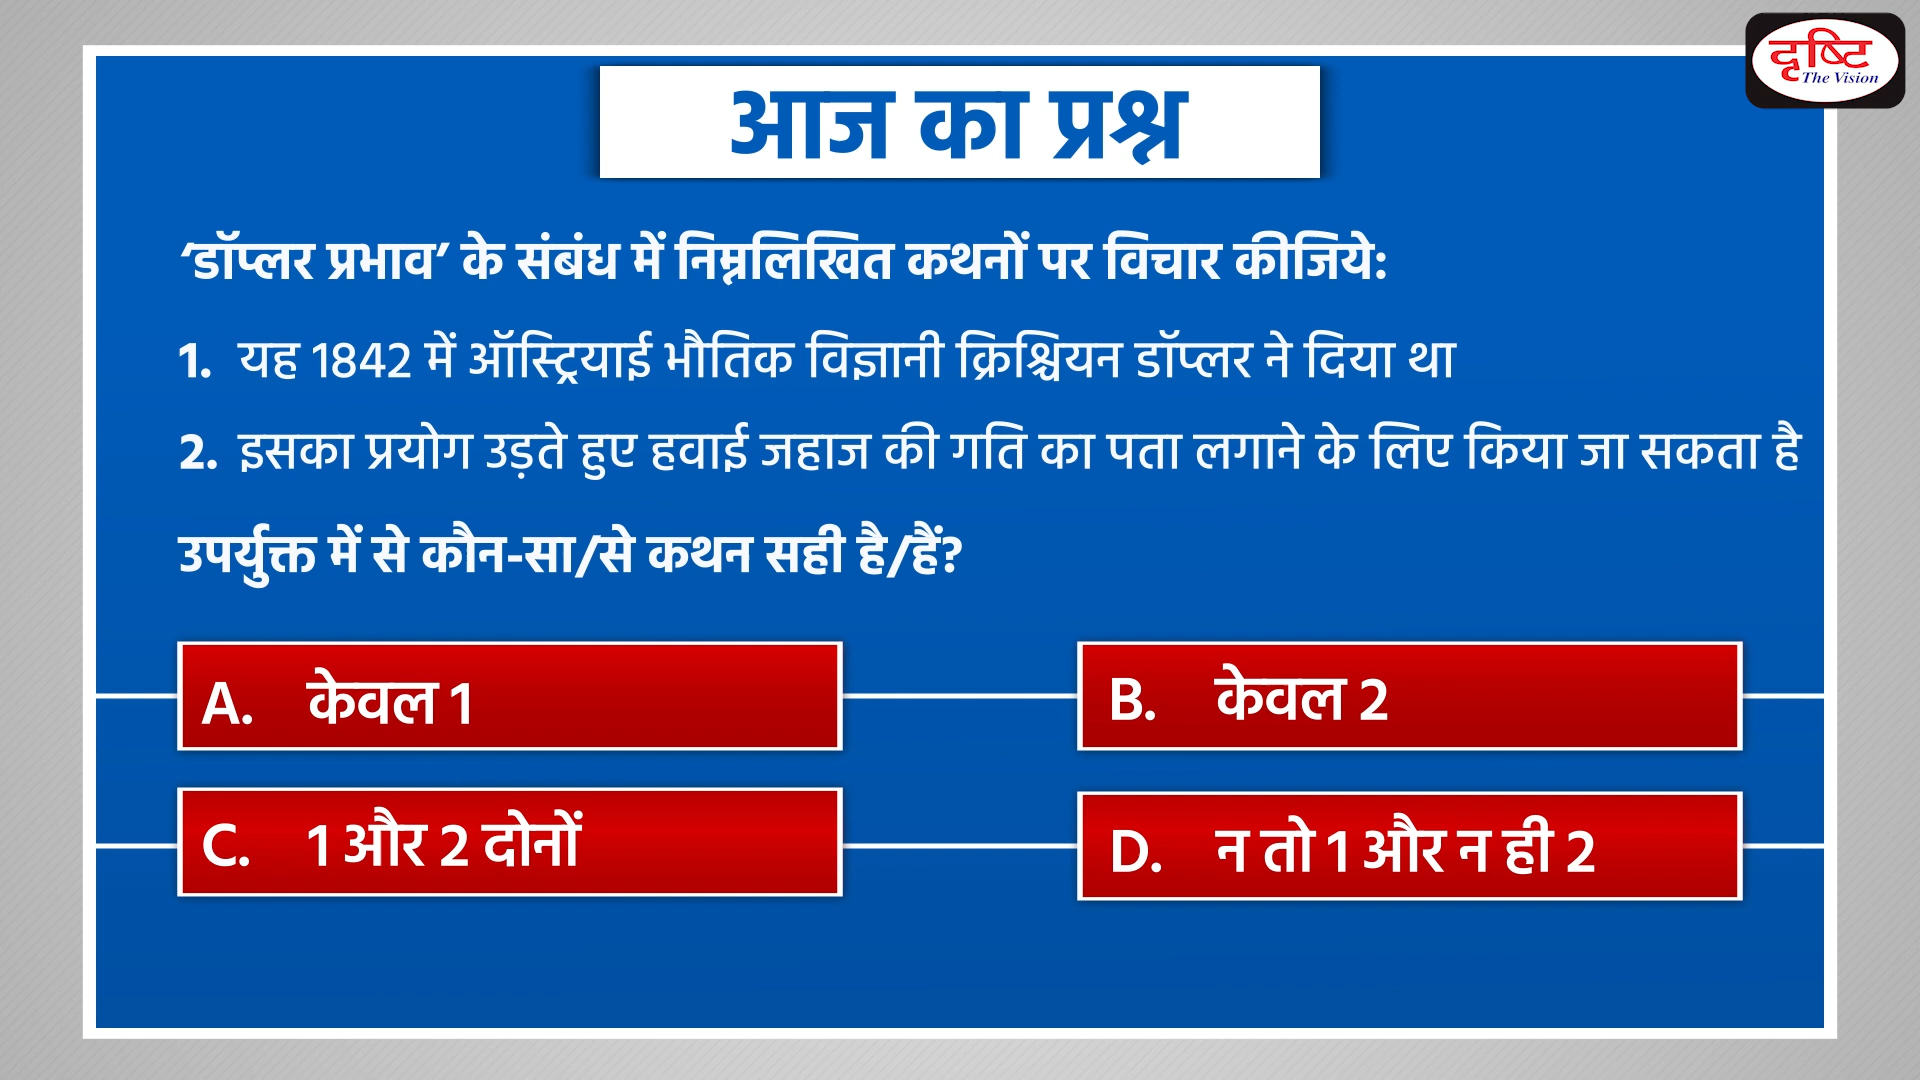 दृष्टि
The Vision
आज का प्रश्न
‘डॉप्लर प्रभाव’ के संबंध में निम्नलिखित कथनों पर विचार कीजिये:
1. यह 1842 में ऑस्ट्रियाई भौतिक विज्ञानी क्रिश्चियन डॉप्लर ने दिया था
2. इसका प्रयोग उड़ते हुए हवाई जहाज की गति का पता लगाने के लिए किया जा सकता है
उपर्युक्त में से कौन-सा/से कथन सही है/हैं?
A. केवल 1
B. केवल 2
C. 1 और 2 दोनों
D. न तो 1 और न ही 2